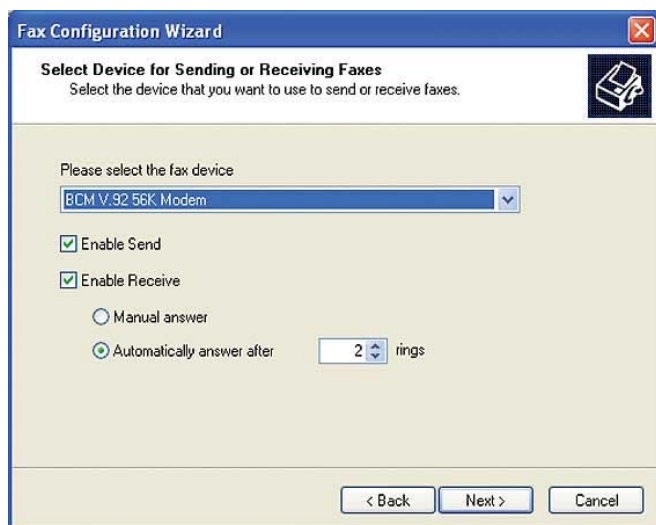 Fax Configuration Wizard
Select Device for Sending or Receiving Faxes
Select the device that you want to use to send or receive faxes.
Please select the fax device
BCM V.92 56K Modem
Enable Send
Enable Receive
Manual answer
Automatically answer after 2 rings
< Back Next > Cancel